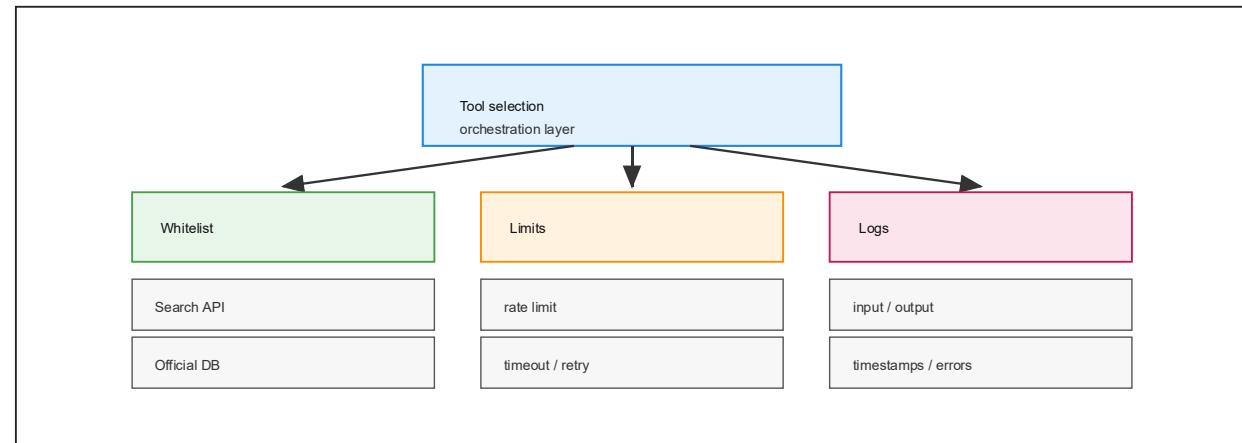 Tool selection
orchestration layer
Whitelist
Limits
Logs
Search API
rate limit
input / output
Official DB
timeout / retry
timestamps / errors